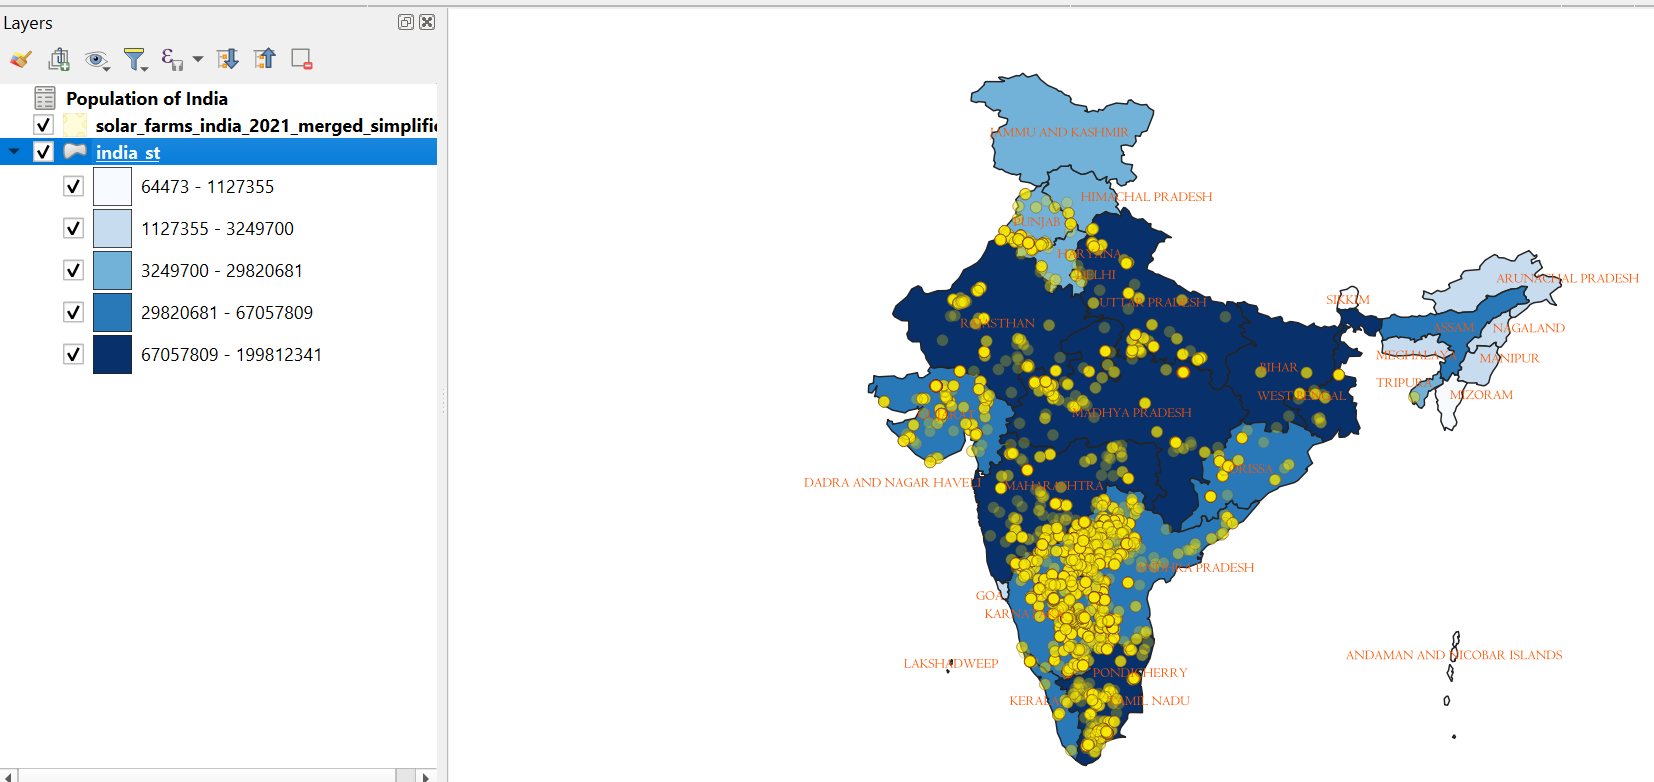 Layers
Population of India
solar_farms_india_2021_merged_simplifie
india_st
64473 - 1127355
1127355 - 3249700
3249700 - 29820681
29820681 - 67057809
67057809 - 199812341
JAMMU AND KASHMIR
HIMACHAL PRADESH
PUNJAB
HARYANA
DELHI
ARUNACHAL PRADESH
SIKKIM
UTTAR PRADESH
RAJASTHAN
ASSAM
NAGALAND
MEGHALAYA
MANIPUR
BIHAR
TRIPURA
WEST BENGAL
MIZORAM
GUJARAT
MADHYA PRADESH
ORISSA
DADRA AND NAGAR HAVELI
MAHARASHTRA
ANDHRA PRADESH
GOA
KARNATAKA
ANDAMAN AND NICOBAR ISLANDS
LAKSHADWEEP
PONDICHERRY
KERALA
TAMIL NADU